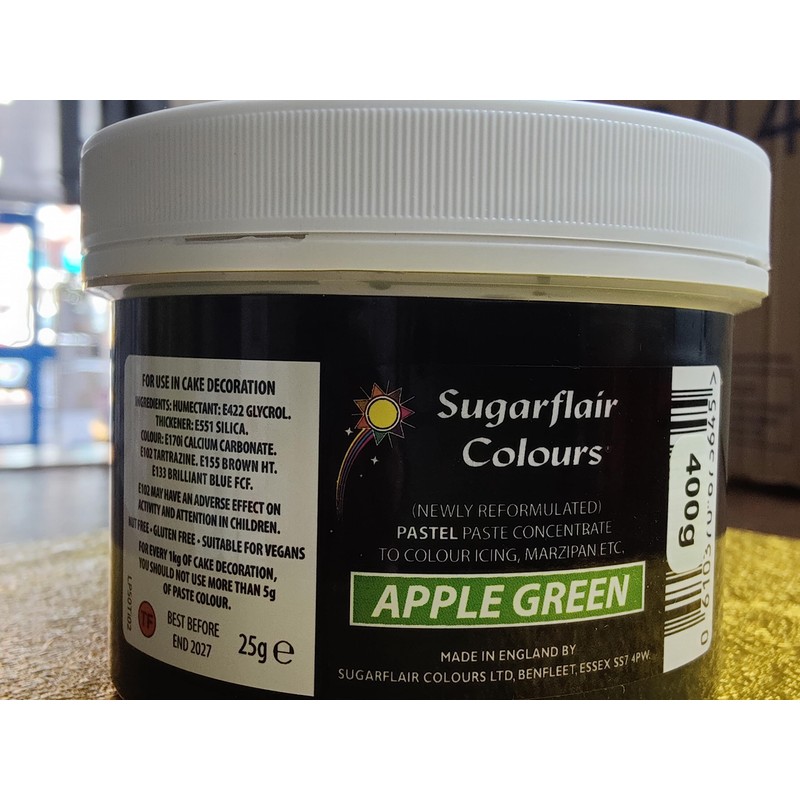 FOR USE IN CAKE DECORATION
INGREDIENTS: HUMECTANT: E422 GLYCROL.
THICKENER: E551 SILICA.
COLOUR: E170i CALCIUM CARBONATE.
E102 TARTRAZINE. E155 BROWN HT.
E133 BRILLIANT BLUE FCF.
E102 MAY HAVE AN ADVERSE EFFECT ON
ACTIVITY AND ATTENTION IN CHILDREN.
NUT FREE • GLUTEN FREE • SUITABLE FOR VEGANS
FOR EVERY 1kg OF CAKE DECORATION,
YOU SHOULD NOT USE MORE THAN 5g
OF PASTE COLOUR.
TF
BEST BEFORE
END 2027
25g e
Sugarflair
Colours
(NEWLY REFORMULATED)
PASTEL PASTE CONCENTRATE
TO COLOUR ICING, MARZIPAN ETC.
APPLE GREEN
MADE IN ENGLAND BY
SUGARFLAIR COLOURS LTD, BENFLEET, ESSEX SS7 4PW.
400g